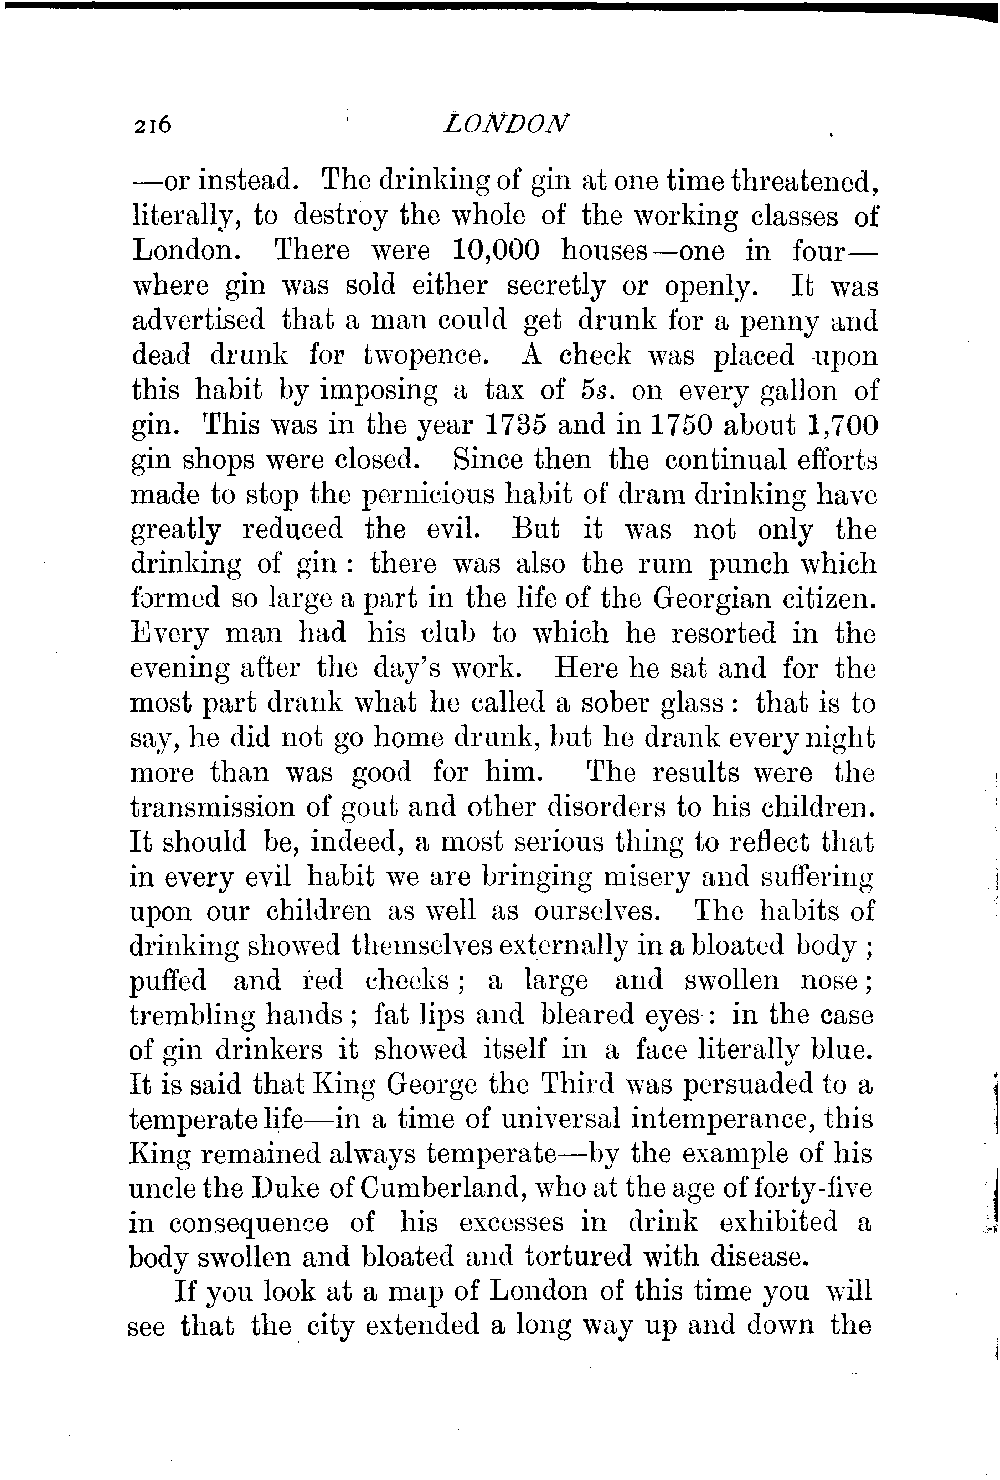 216 LONDON
—or instead. The drinking of gin at one time threatened,
literally, to destroy the whole of the working classes of
London. There were 10,000 houses—one in four—
where gin was sold either secretly or openly. It was
advertised that a man could get drunk for a penny and
dead drunk for twopence. A check was placed upon
this habit by imposing a tax of 5s. on every gallon of
gin. This was in the year 1735 and in 1750 about 1,700
gin shops were closed. Since then the continual efforts
made to stop the pernicious habit of dram drinking have
greatly reduced the evil. But it was not only the
drinking of gin : there was also the rum punch which
formed so large a part in the life of the Georgian citizen.
Every man had his club to which he resorted in the
evening after the day's work. Here he sat and for the
most part drank what he called a sober glass : that is to
say, he did not go home drunk, but he drank every night
more than was good for him. The results were the
transmission of gout and other disorders to his children.
It should be, indeed, a most serious thing to reflect that
in every evil habit we are bringing misery and suffering
upon our children as well as ourselves. The habits of
drinking showed themselves externally in a bloated body ;
puffed and red cheeks ; a large and swollen nose ;
trembling hands ; fat lips and bleared eyes : in the case
of gin drinkers it showed itself in a face literally blue.
It is said that King George the Third was persuaded to a
temperate life—in a time of universal intemperance, this
King remained always temperate—by the example of his
uncle the Duke of Cumberland, who at the age of forty-five
in consequence of his excesses in drink exhibited a
body swollen and bloated and tortured with disease.
If you look at a map of London of this time you will
see that the city extended a long way up and down the